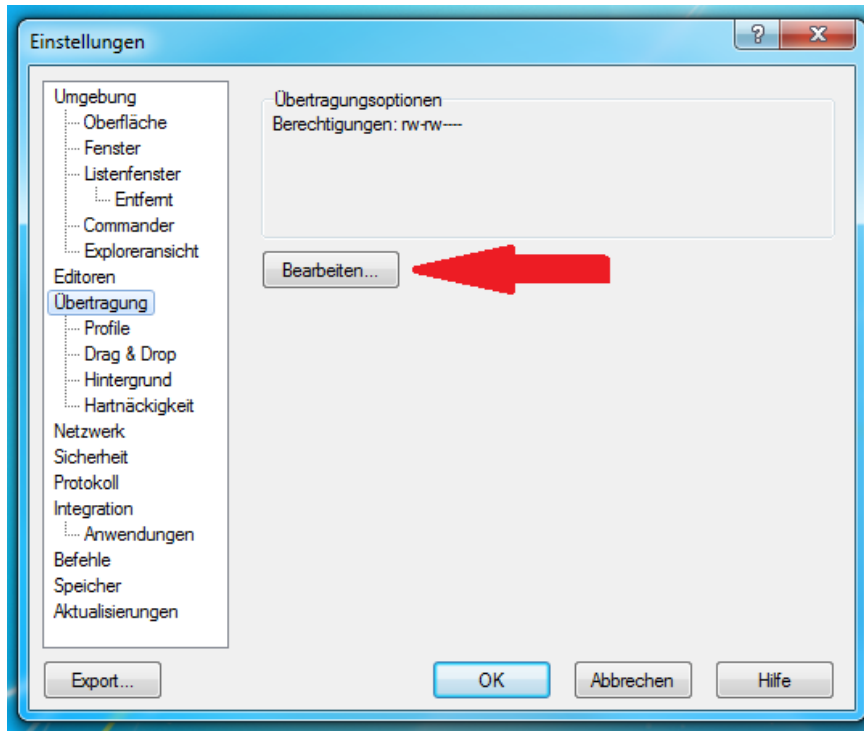 Einstellungen
Umgebung
Oberfläche
Fenster
Listenfenster
Entfernt
Commander
Exploreransicht
Editoren
Übertragung
Profile
Drag & Drop
Hintergrund
Hartnäckigkeit
Netzwerk
Sicherheit
Protokoll
Integration
Anwendungen
Befehle
Speicher
Aktualisierungen
Übertragungsoptionen
Berechtigungen: rw-rw----
Bearbeiten...
Export...
OK
Abbrechen
Hilfe